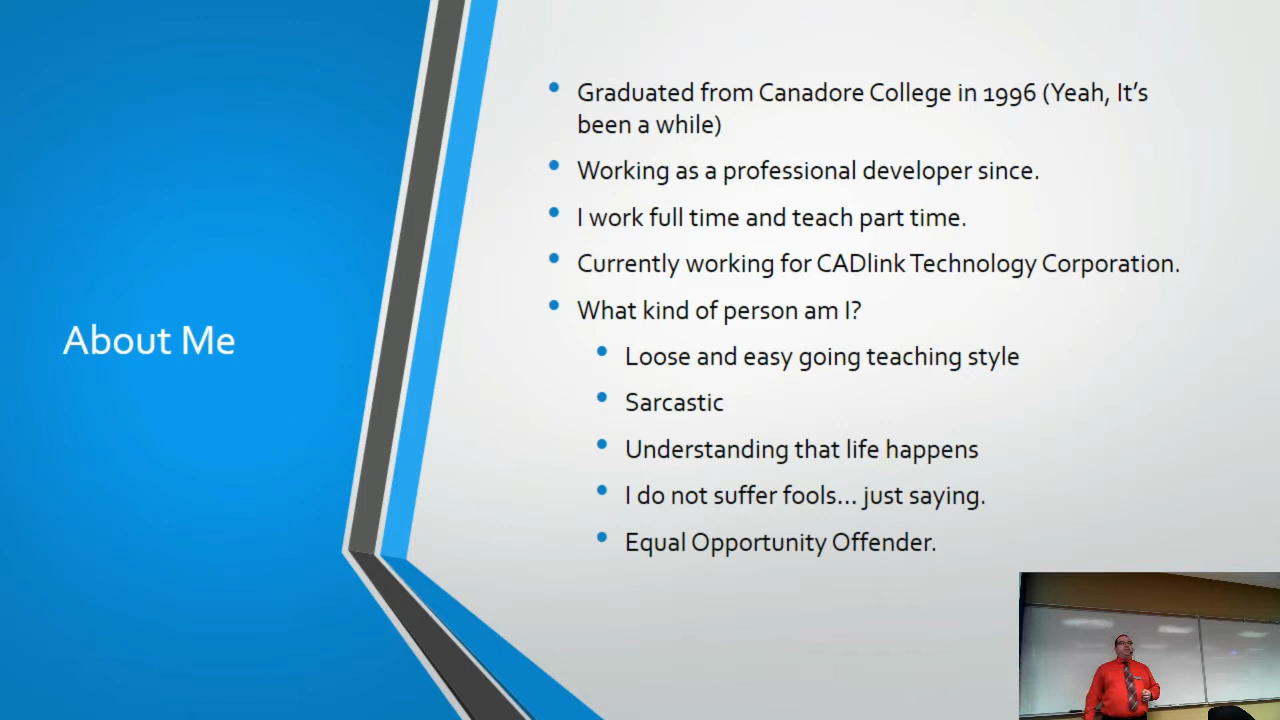 About Me
Graduated from Canadore College in 1996 (Yeah, It’s
been a while)
Working as a professional developer since.
I work full time and teach part time.
Currently working for CADlink Technology Corporation.
What kind of person am I?
Loose and easy going teaching style
Sarcastic
Understanding that life happens
I do not suffer fools... just saying.
Equal Opportunity Offender.